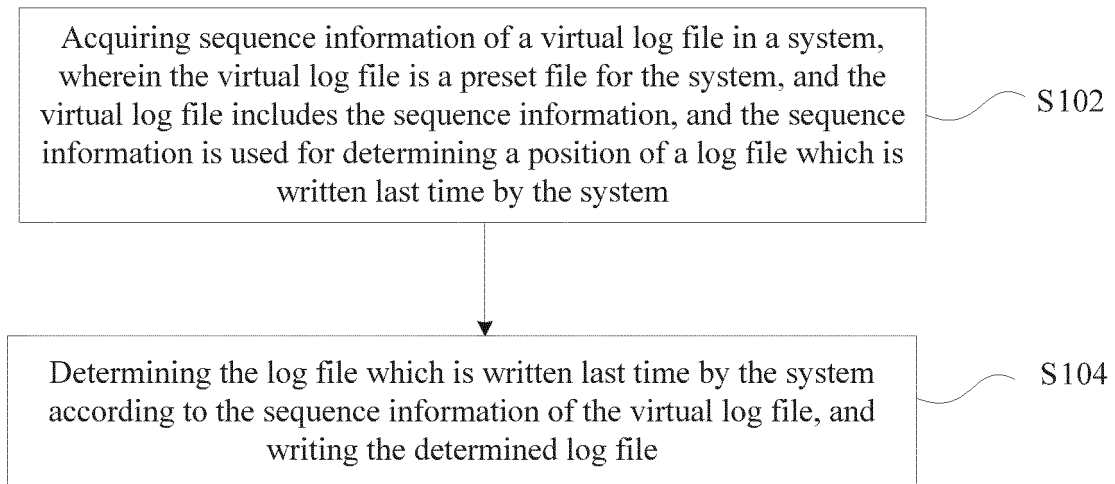 Acquiring sequence information of a virtual log file in a system,
wherein the virtual log file is a preset file for the system, and the
virtual log file includes the sequence information, and the sequence
information is used for determining a position of a log file which is
written last time by the system
S102
Determining the log file which is written last time by the system
according to the sequence information of the virtual log file, and
writing the determined log file
S104